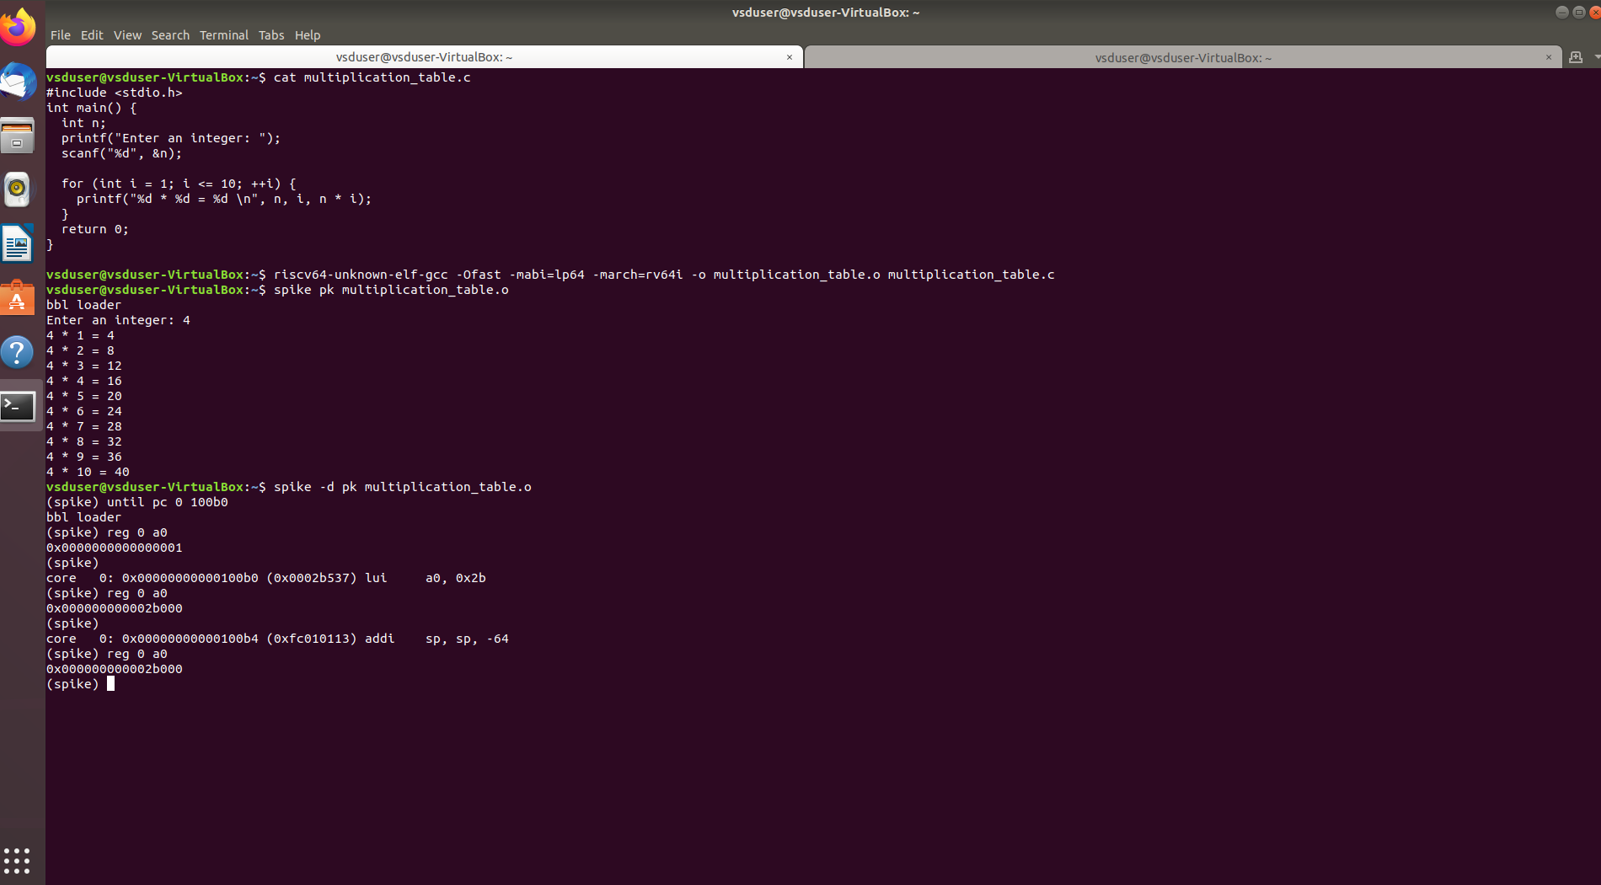 vsduser@vsduser-VirtualBox: ~
File Edit View Search Terminal Tabs Help
vsduser@vsduser-VirtualBox: ~ × vsduser@vsduser-VirtualBox: ~ ×
vsduser@vsduser-VirtualBox:~$ cat multiplication_table.c
#include <stdio.h>
int main() {
  int n;
  printf("Enter an integer: ");
  scanf("%d", &n);

  for (int i = 1; i <= 10; ++i) {
    printf("%d * %d = %d \n", n, i, n * i);
  }
  return 0;
}

vsduser@vsduser-VirtualBox:~$ riscv64-unknown-elf-gcc -Ofast -mabi=lp64 -march=rv64i -o multiplication_table.o multiplication_table.c
vsduser@vsduser-VirtualBox:~$ spike pk multiplication_table.o
bbl loader
Enter an integer: 4
4 * 1 = 4
4 * 2 = 8
4 * 3 = 12
4 * 4 = 16
4 * 5 = 20
4 * 6 = 24
4 * 7 = 28
4 * 8 = 32
4 * 9 = 36
4 * 10 = 40
vsduser@vsduser-VirtualBox:~$ spike -d pk multiplication_table.o
(spike) until pc 0 100b0
bbl loader
(spike) reg 0 a0
0x0000000000000001
(spike)
core   0: 0x00000000000100b0 (0x0002b537) lui     a0, 0x2b
(spike) reg 0 a0
0x000000000002b000
(spike)
core   0: 0x00000000000100b4 (0xfc010113) addi    sp, sp, -64
(spike) reg 0 a0
0x000000000002b000
(spike)